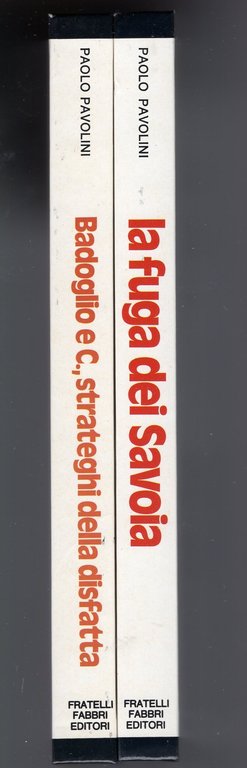 PAOLO PAVOLINI
Badoglio e C., strateghi della disfatta
FRATELLI
FABBRI
EDITORI
PAOLO PAVOLINI
la fuga dei Savoia
FRATELLI
FABBRI
EDITORI